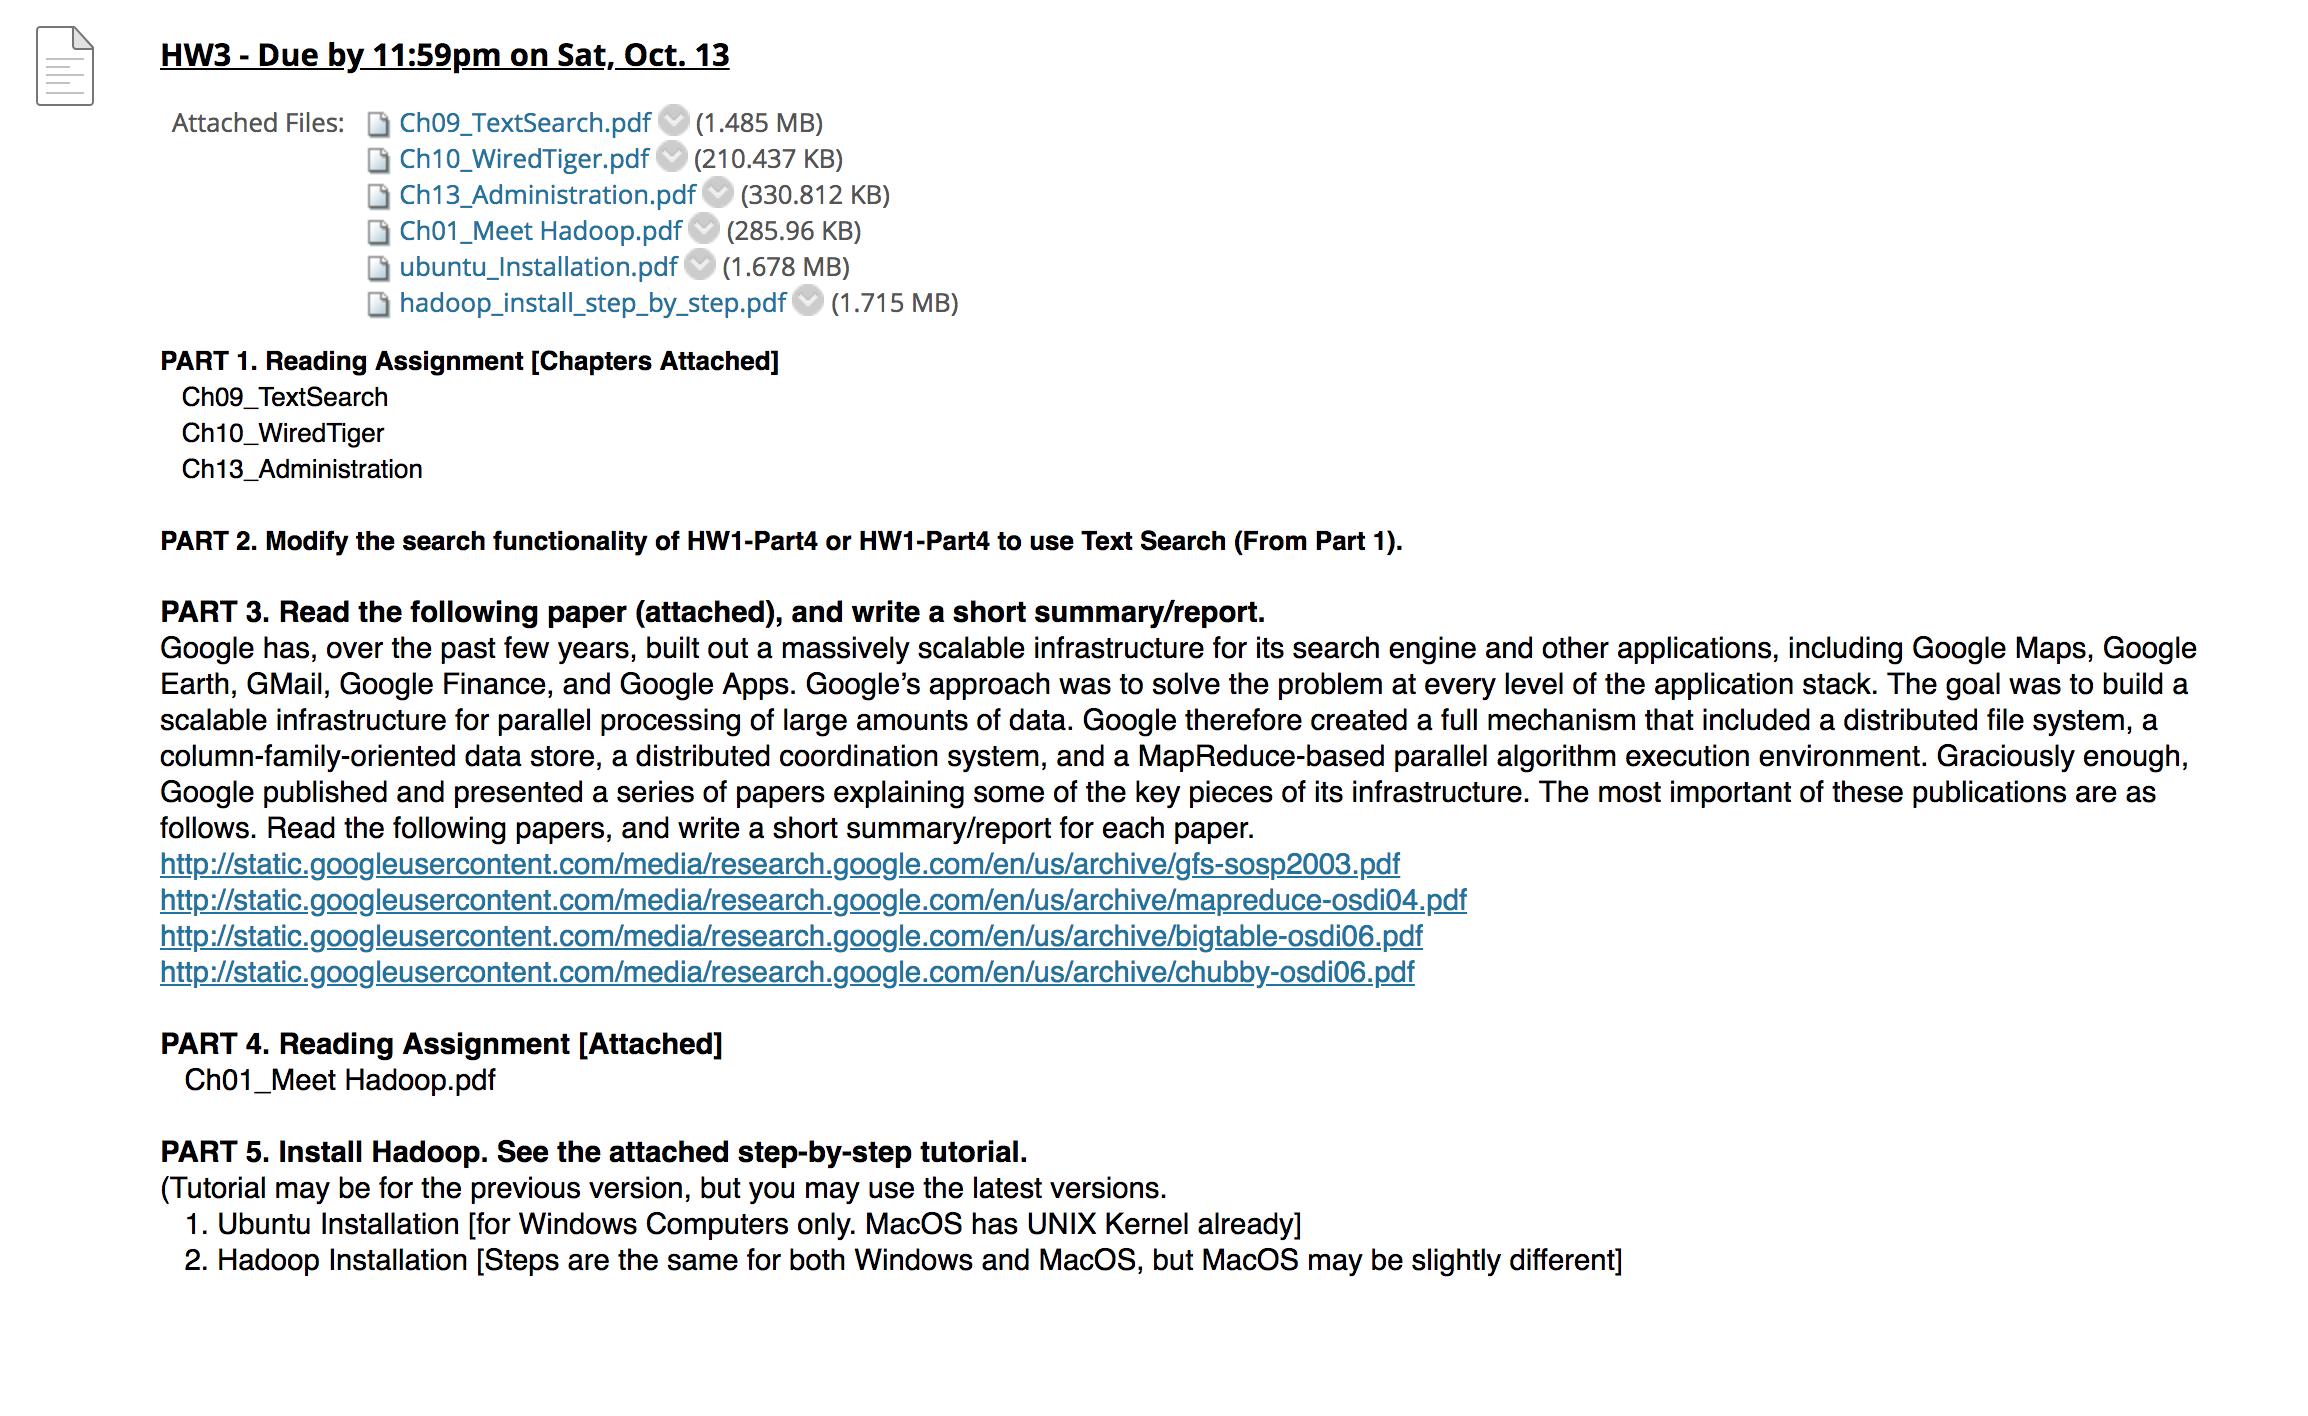 HW3 - Due by 11:59pm on Sat, Oct. 13
Attached Files: Ch09_TextSearch.pdf (1.485 MB)
Ch10_WiredTiger.pdf (210.437 KB)
Ch13_Administration.pdf (330.812 KB)
Ch01_Meet Hadoop.pdf (285.96 KB)
ubuntu_Installation.pdf (1.678 MB)
hadoop_install_step_by_step.pdf (1.715 MB)
PART 1. Reading Assignment [Chapters Attached]
Ch09_TextSearch
Ch10_WiredTiger
Ch13_Administration
PART 2. Modify the search functionality of HW1-Part4 or HW1-Part4 to use Text Search (From Part 1).
PART 3. Read the following paper (attached), and write a short summary/report.
Google has, over the past few years, built out a massively scalable infrastructure for its search engine and other applications, including Google Maps, Google
Earth, GMail, Google Finance, and Google Apps. Google’s approach was to solve the problem at every level of the application stack. The goal was to build a
scalable infrastructure for parallel processing of large amounts of data. Google therefore created a full mechanism that included a distributed file system, a
column-family-oriented data store, a distributed coordination system, and a MapReduce-based parallel algorithm execution environment. Graciously enough,
Google published and presented a series of papers explaining some of the key pieces of its infrastructure. The most important of these publications are as
follows. Read the following papers, and write a short summary/report for each paper.
http://static.googleusercontent.com/media/research.google.com/en/us/archive/gfs-sosp2003.pdf
http://static.googleusercontent.com/media/research.google.com/en/us/archive/mapreduce-osdi04.pdf
http://static.googleusercontent.com/media/research.google.com/en/us/archive/bigtable-osdi06.pdf
http://static.googleusercontent.com/media/research.google.com/en/us/archive/chubby-osdi06.pdf
PART 4. Reading Assignment [Attached]
Ch01_Meet Hadoop.pdf
PART 5. Install Hadoop. See the attached step-by-step tutorial.
(Tutorial may be for the previous version, but you may use the latest versions.
1. Ubuntu Installation [for Windows Computers only. MacOS has UNIX Kernel already]
2. Hadoop Installation [Steps are the same for both Windows and MacOS, but MacOS may be slightly different]